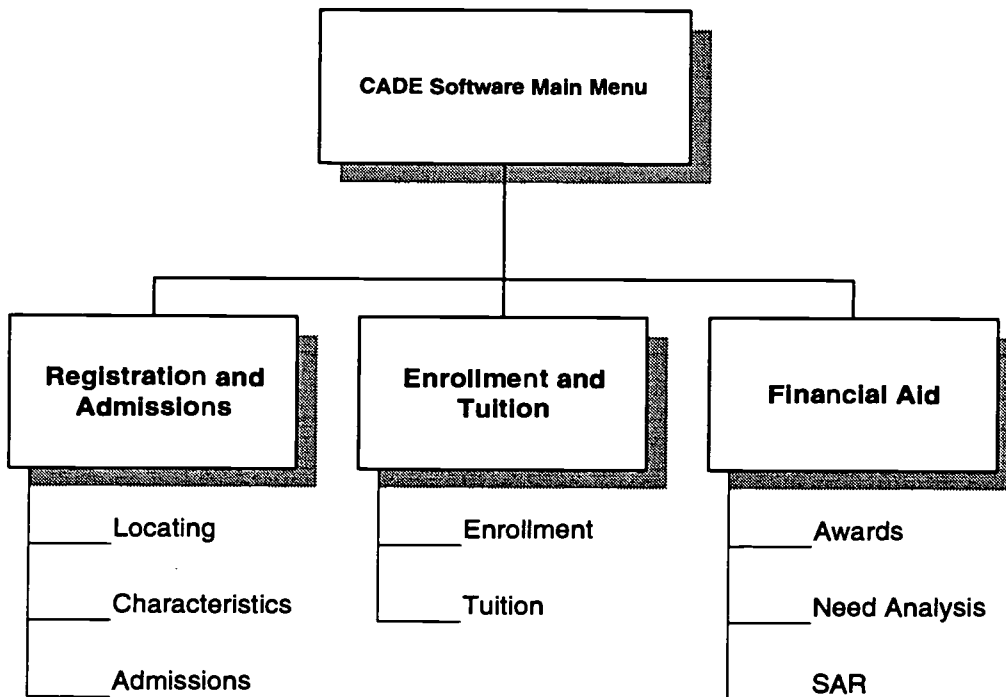 CADE Software Main Menu
Registration and
Admissions
Locating
Characteristics
Admissions
Enrollment and
Tuition
Enrollment
Tuition
Financial Aid
Awards
Need Analysis
SAR